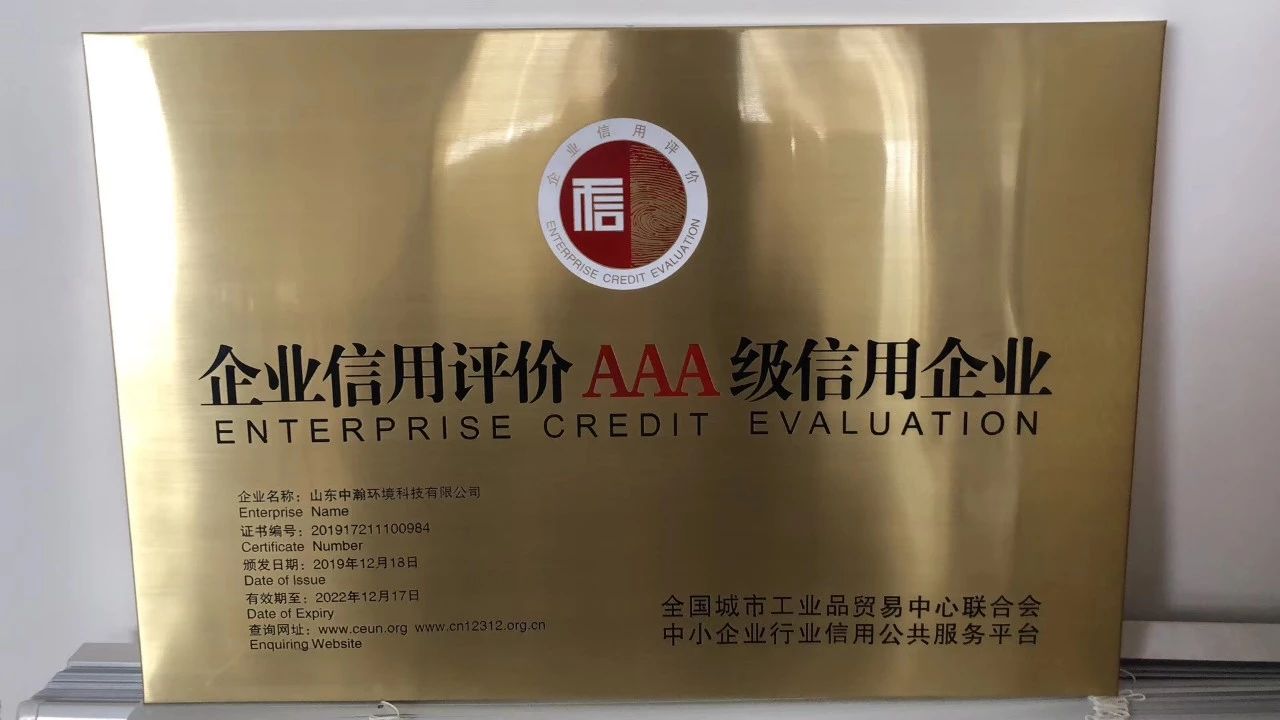 企业信用评价
信
ENTERPRISE CREDIT EVALUATION
企业信用评价AAA级信用企业
ENTERPRISE CREDIT EVALUATION
企业名称：山东中瀚环境科技有限公司
Enterprise Name
证书编号：201917211100984
Certificate Number
颁发日期：2019年12月18日
Date of Issue
有效期至：2022年12月17日
Date of Expiry
查询网址：www.ceun.org www.cn12312.org.cn
Enquiring Website
全国城市工业品贸易中心联合会
中小企业行业信用公共服务平台